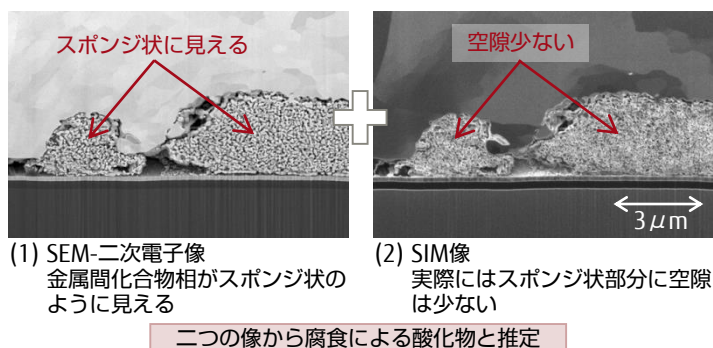 スポンジ状に見える
空隙少ない
3μm
(1) SEM-二次電子像
金属間化合物相がスポンジ状の
ように見える
(2) SIM像
実際にはスポンジ状部分に空隙
は少ない
二つの像から腐食による酸化物と推定